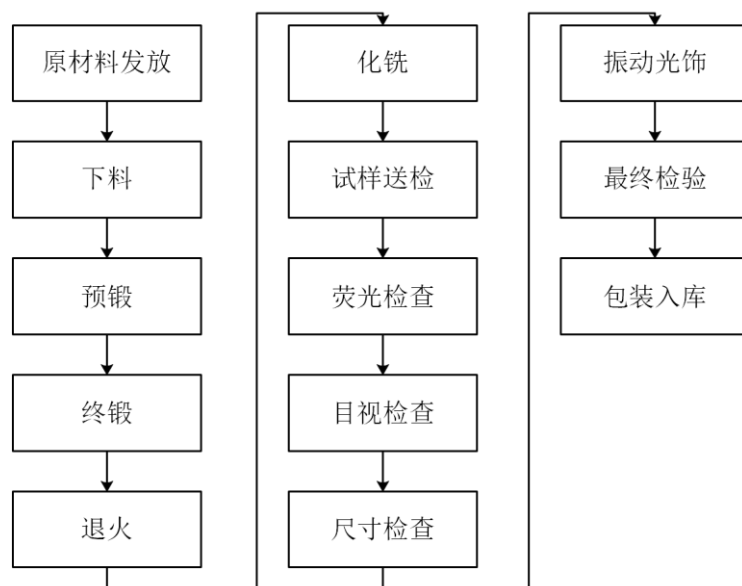 原材料发放
下料
预锻
终锻
退火
化铣
试样送检
荧光检查
目视检查
尺寸检查
振动光饰
最终检验
包装入库